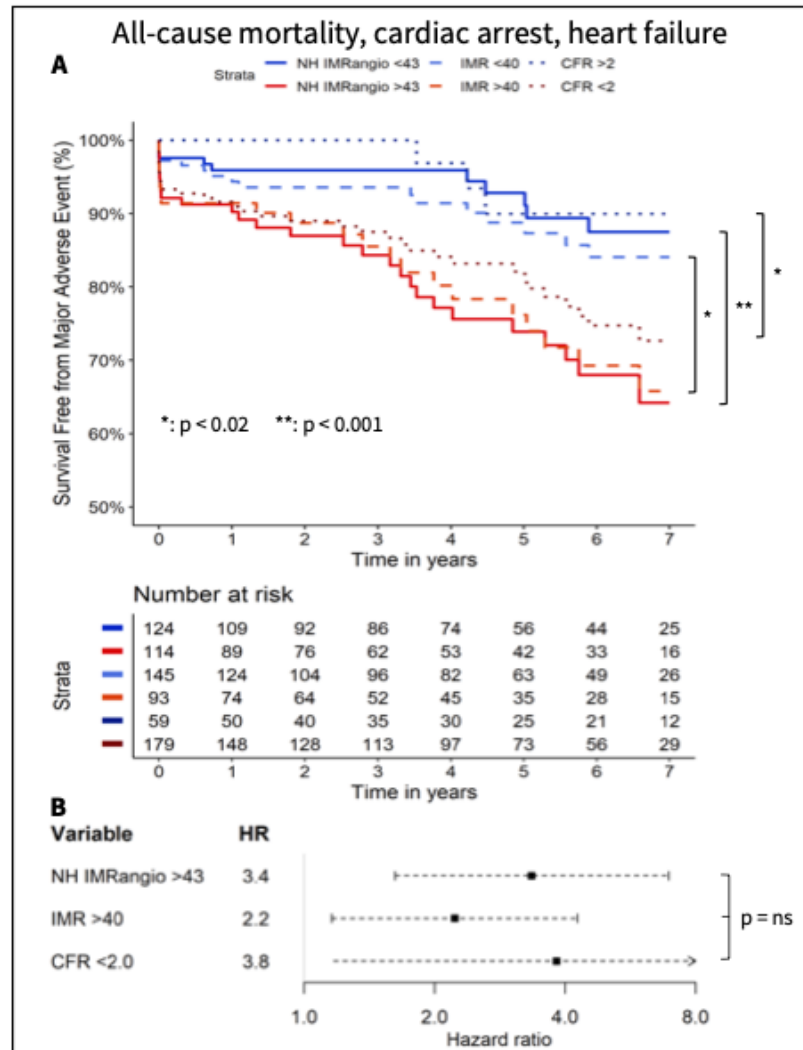 All-cause mortality, cardiac arrest, heart failure
A
Strata NH IMRangio <43 IMR <40 CFR >2
NH IMRangio >43 IMR >40 CFR <2
Survival Free from Major Adverse Event (%)
100%
90%
80%
70%
60%
50%
* ** *
*: p < 0.02 **: p < 0.001
0 1 2 3 4 5 6 7
Time in years
Number at risk
Strata
124 109 92 86 74 56 44 25
114 89 76 62 53 42 33 16
145 124 104 96 82 63 49 26
93 74 64 52 45 35 28 15
59 50 40 35 30 25 21 12
179 148 128 113 97 73 56 29
0 1 2 3 4 5 6 7
Time in years
B
Variable HR
NH IMRangio >43 3.4
IMR >40 2.2
CFR <2.0 3.8
p = ns
1.0 2.0 4.0 8.0
Hazard ratio